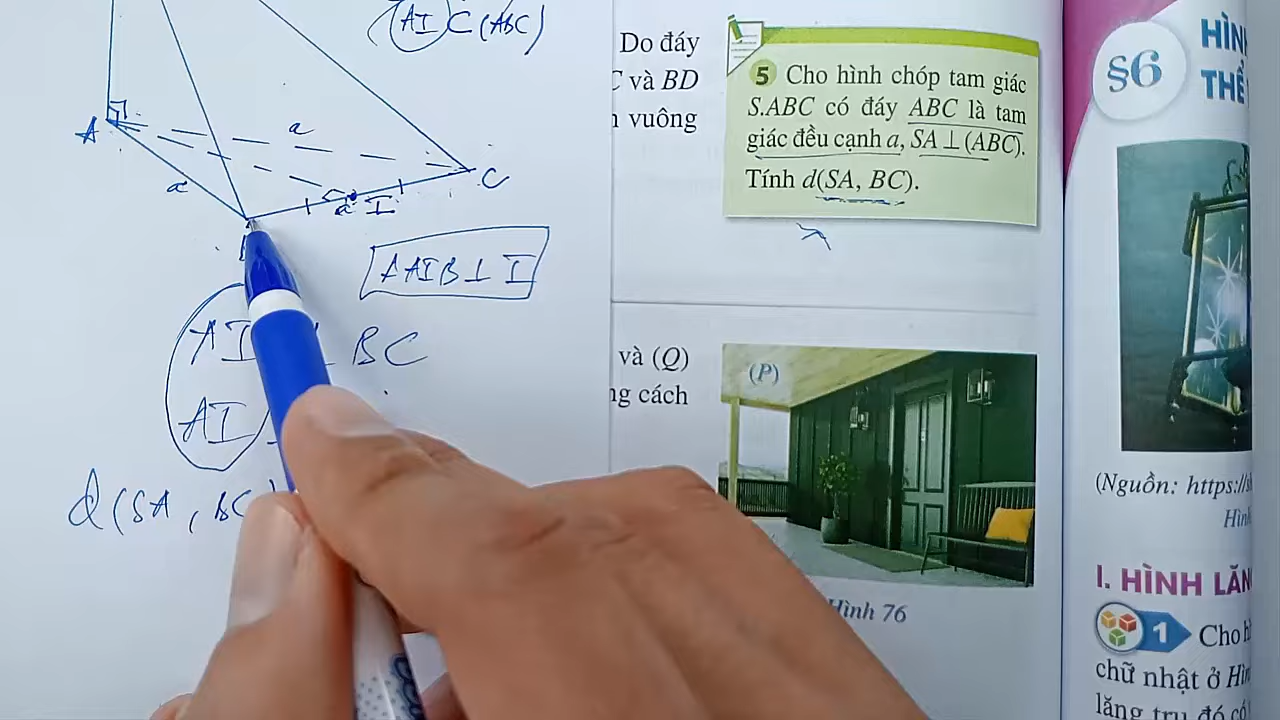 (AI ⊂ (ABC)
A
a
a
C
a I
ΔAIB ⊥ I
AI
BC
AI
d(SA, BC)
Do đáy
C và BD
vuông
5 Cho hình chóp tam giác
S.ABC có đáy ABC là tam
giác đều cạnh a, SA ⊥ (ABC).
Tính d(SA, BC).
và (Q)
ng cách
(P)
Hình 76
§6
HÌN
THỂ
(Nguồn: https://s
Hình
I. HÌNH LĂN
1 Cho h
chữ nhật ở Hìn
lăng trụ đó có